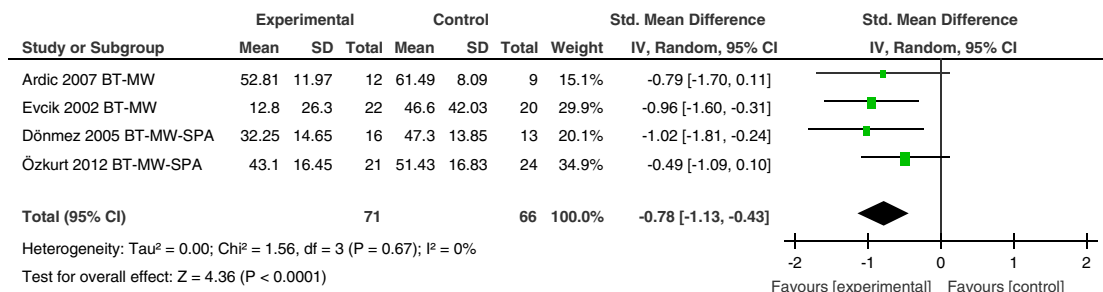 Experimental Control Std. Mean Difference Std. Mean Difference
Study or Subgroup Mean SD Total Mean SD Total Weight IV, Random, 95% CI IV, Random, 95% CI
Ardic 2007 BT-MW 52.81 11.97 12 61.49 8.09 9 15.1% -0.79 [-1.70, 0.11]
Evcik 2002 BT-MW 12.8 26.3 22 46.6 42.03 20 29.9% -0.96 [-1.60, -0.31]
Dönmez 2005 BT-MW-SPA 32.25 14.65 16 47.3 13.85 13 20.1% -1.02 [-1.81, -0.24]
Özkurt 2012 BT-MW-SPA 43.1 16.45 21 51.43 16.83 24 34.9% -0.49 [-1.09, 0.10]
Total (95% CI) 71 66 100.0% -0.78 [-1.13, -0.43]
Heterogeneity: Tau² = 0.00; Chi² = 1.56, df = 3 (P = 0.67); I² = 0%
Test for overall effect: Z = 4.36 (P < 0.0001)
-2 -1 0 1 2
Favours [experimental] Favours [control]